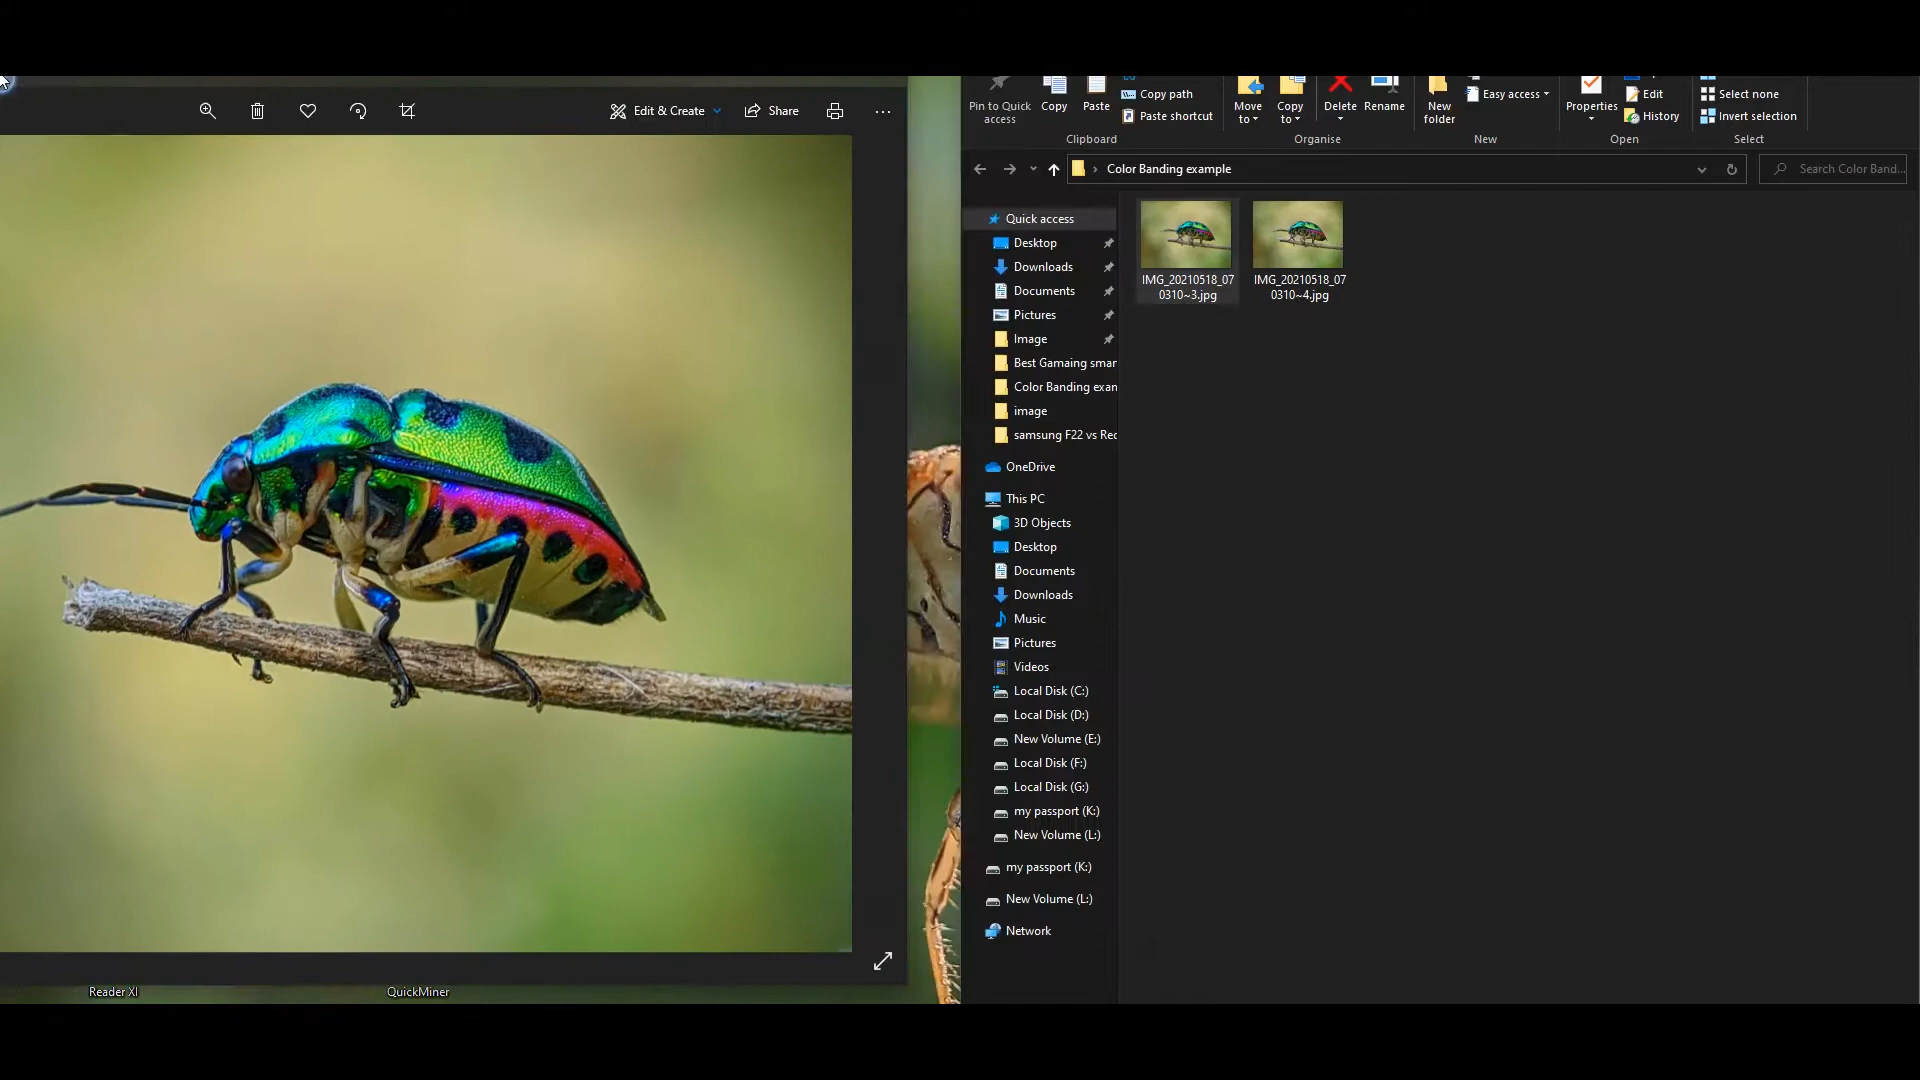 Edit & Create
Share
Pin to Quick
access
Copy
Paste
Copy path
Paste shortcut
Clipboard
Move
to
Copy
to
Delete
Rename
Organise
New
folder
Easy access
New
Properties
Edit
History
Open
Select none
Invert selection
Select
Color Banding example
Search Color Band...
Quick access
Desktop
Downloads
Documents
Pictures
Image
Best Gamaing smar
Color Banding exan
image
samsung F22 vs Rec
OneDrive
This PC
3D Objects
Desktop
Documents
Downloads
Music
Pictures
Videos
Local Disk (C:)
Local Disk (D:)
New Volume (E:)
Local Disk (F:)
Local Disk (G:)
my passport (K:)
New Volume (L:)
my passport (K:)
New Volume (L:)
Network
IMG_20210518_07
0310~3.jpg
IMG_20210518_07
0310~4.jpg
Reader XI
QuickMiner